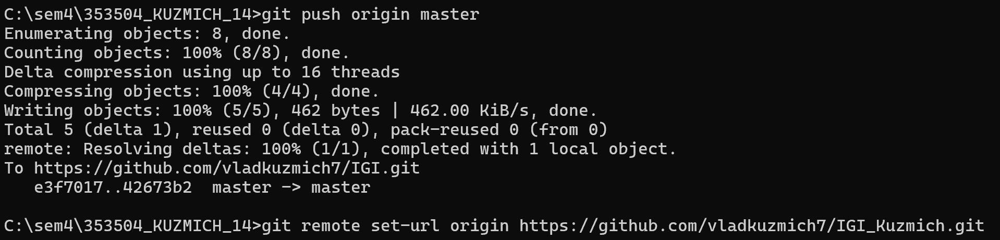 C:\sem4\353504_KUZMICH_14>git push origin master
Enumerating objects: 8, done.
Counting objects: 100% (8/8), done.
Delta compression using up to 16 threads
Compressing objects: 100% (4/4), done.
Writing objects: 100% (5/5), 462 bytes | 462.00 KiB/s, done.
Total 5 (delta 1), reused 0 (delta 0), pack-reused 0 (from 0)
remote: Resolving deltas: 100% (1/1), completed with 1 local object.
To https://github.com/vladkuzmich7/IGI.git
   e3f7017..42673b2  master -> master
C:\sem4\353504_KUZMICH_14>git remote set-url origin https://github.com/vladkuzmich7/IGI_Kuzmich.git